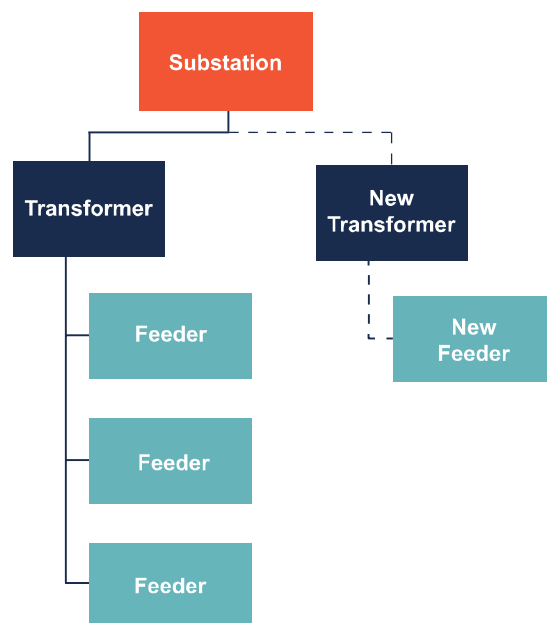 Substation
Transformer
New
Transformer
Feeder
New
Feeder
Feeder
Feeder